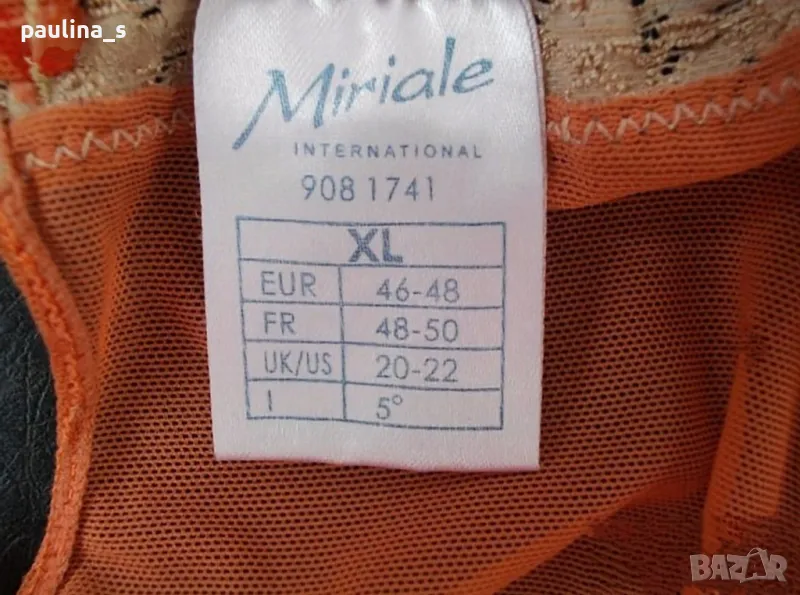 paulina_s
Miriale
INTERNATIONAL
908 1741
XL
EUR 46-48
FR 48-50
UK/US 20-22
I 5°
BAZAR